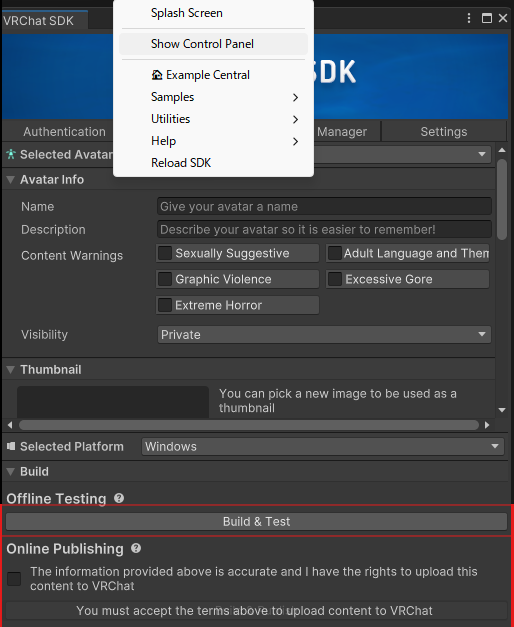 VRChat SDK
Splash Screen
Show Control Panel
Example Central
Samples
Utilities
Help
Reload SDK
SDK
Authentication
Manager
Settings
Selected Avatar
Avatar Info
Name
Give your avatar a name
Description
Describe your avatar so it is easier to remember!
Content Warnings
Sexually Suggestive
Adult Language and Them
Graphic Violence
Excessive Gore
Extreme Horror
Visibility
Private
Thumbnail
You can pick a new image to be used as a
thumbnail
Selected Platform
Windows
Build
Offline Testing
Build & Test
Online Publishing
The information provided above is accurate and I have the rights to upload this
content to VRChat
You must accept the terms above to upload content to VRChat